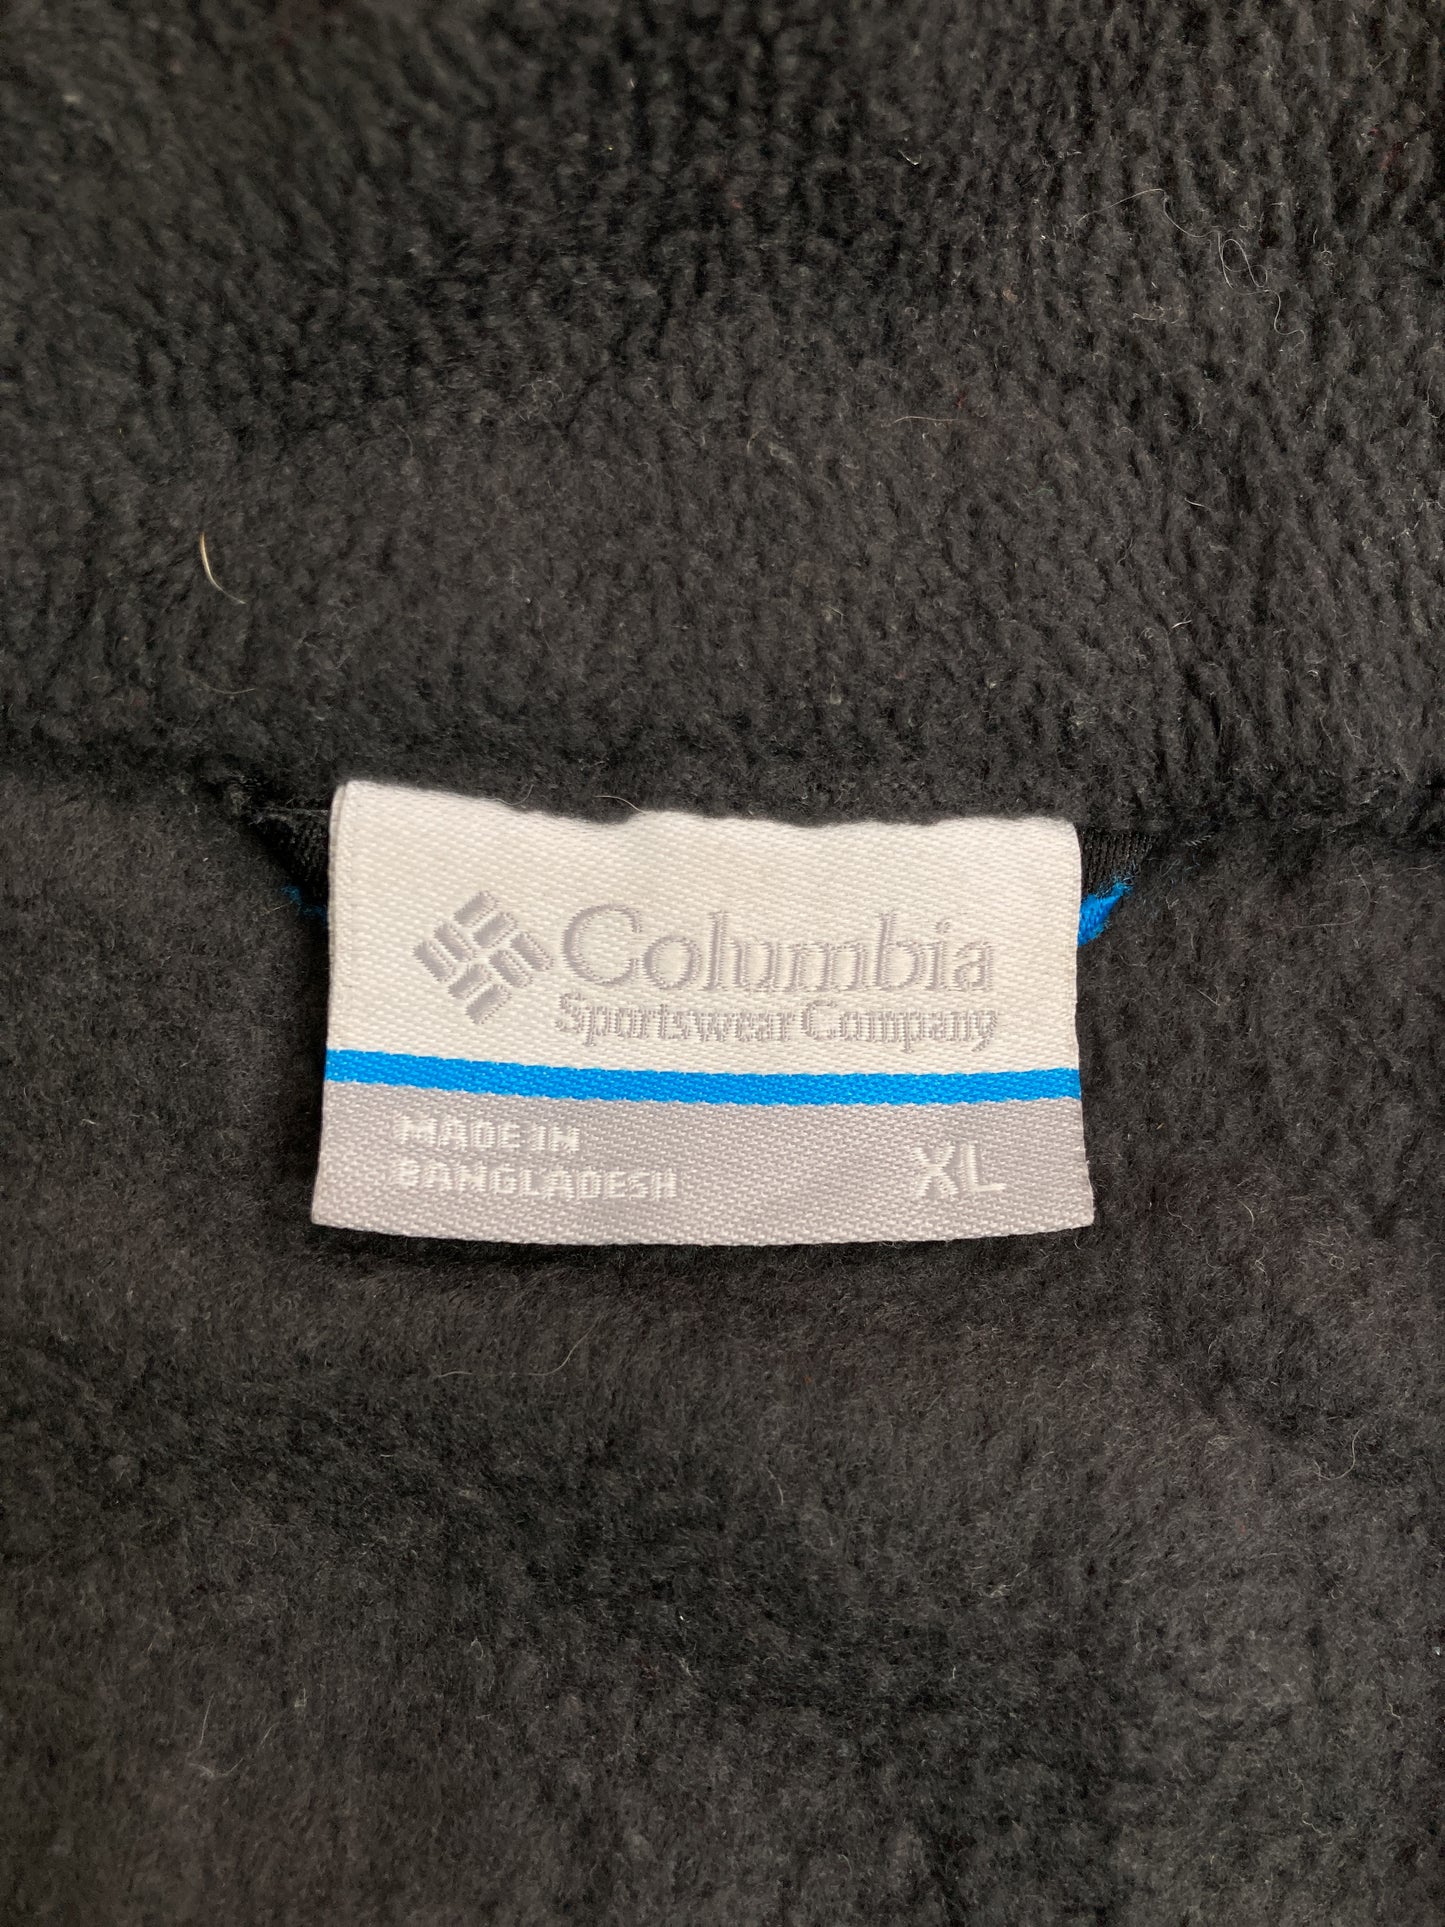 Columbia
Sportswear Company
MADE IN
BANGLADESH
XL